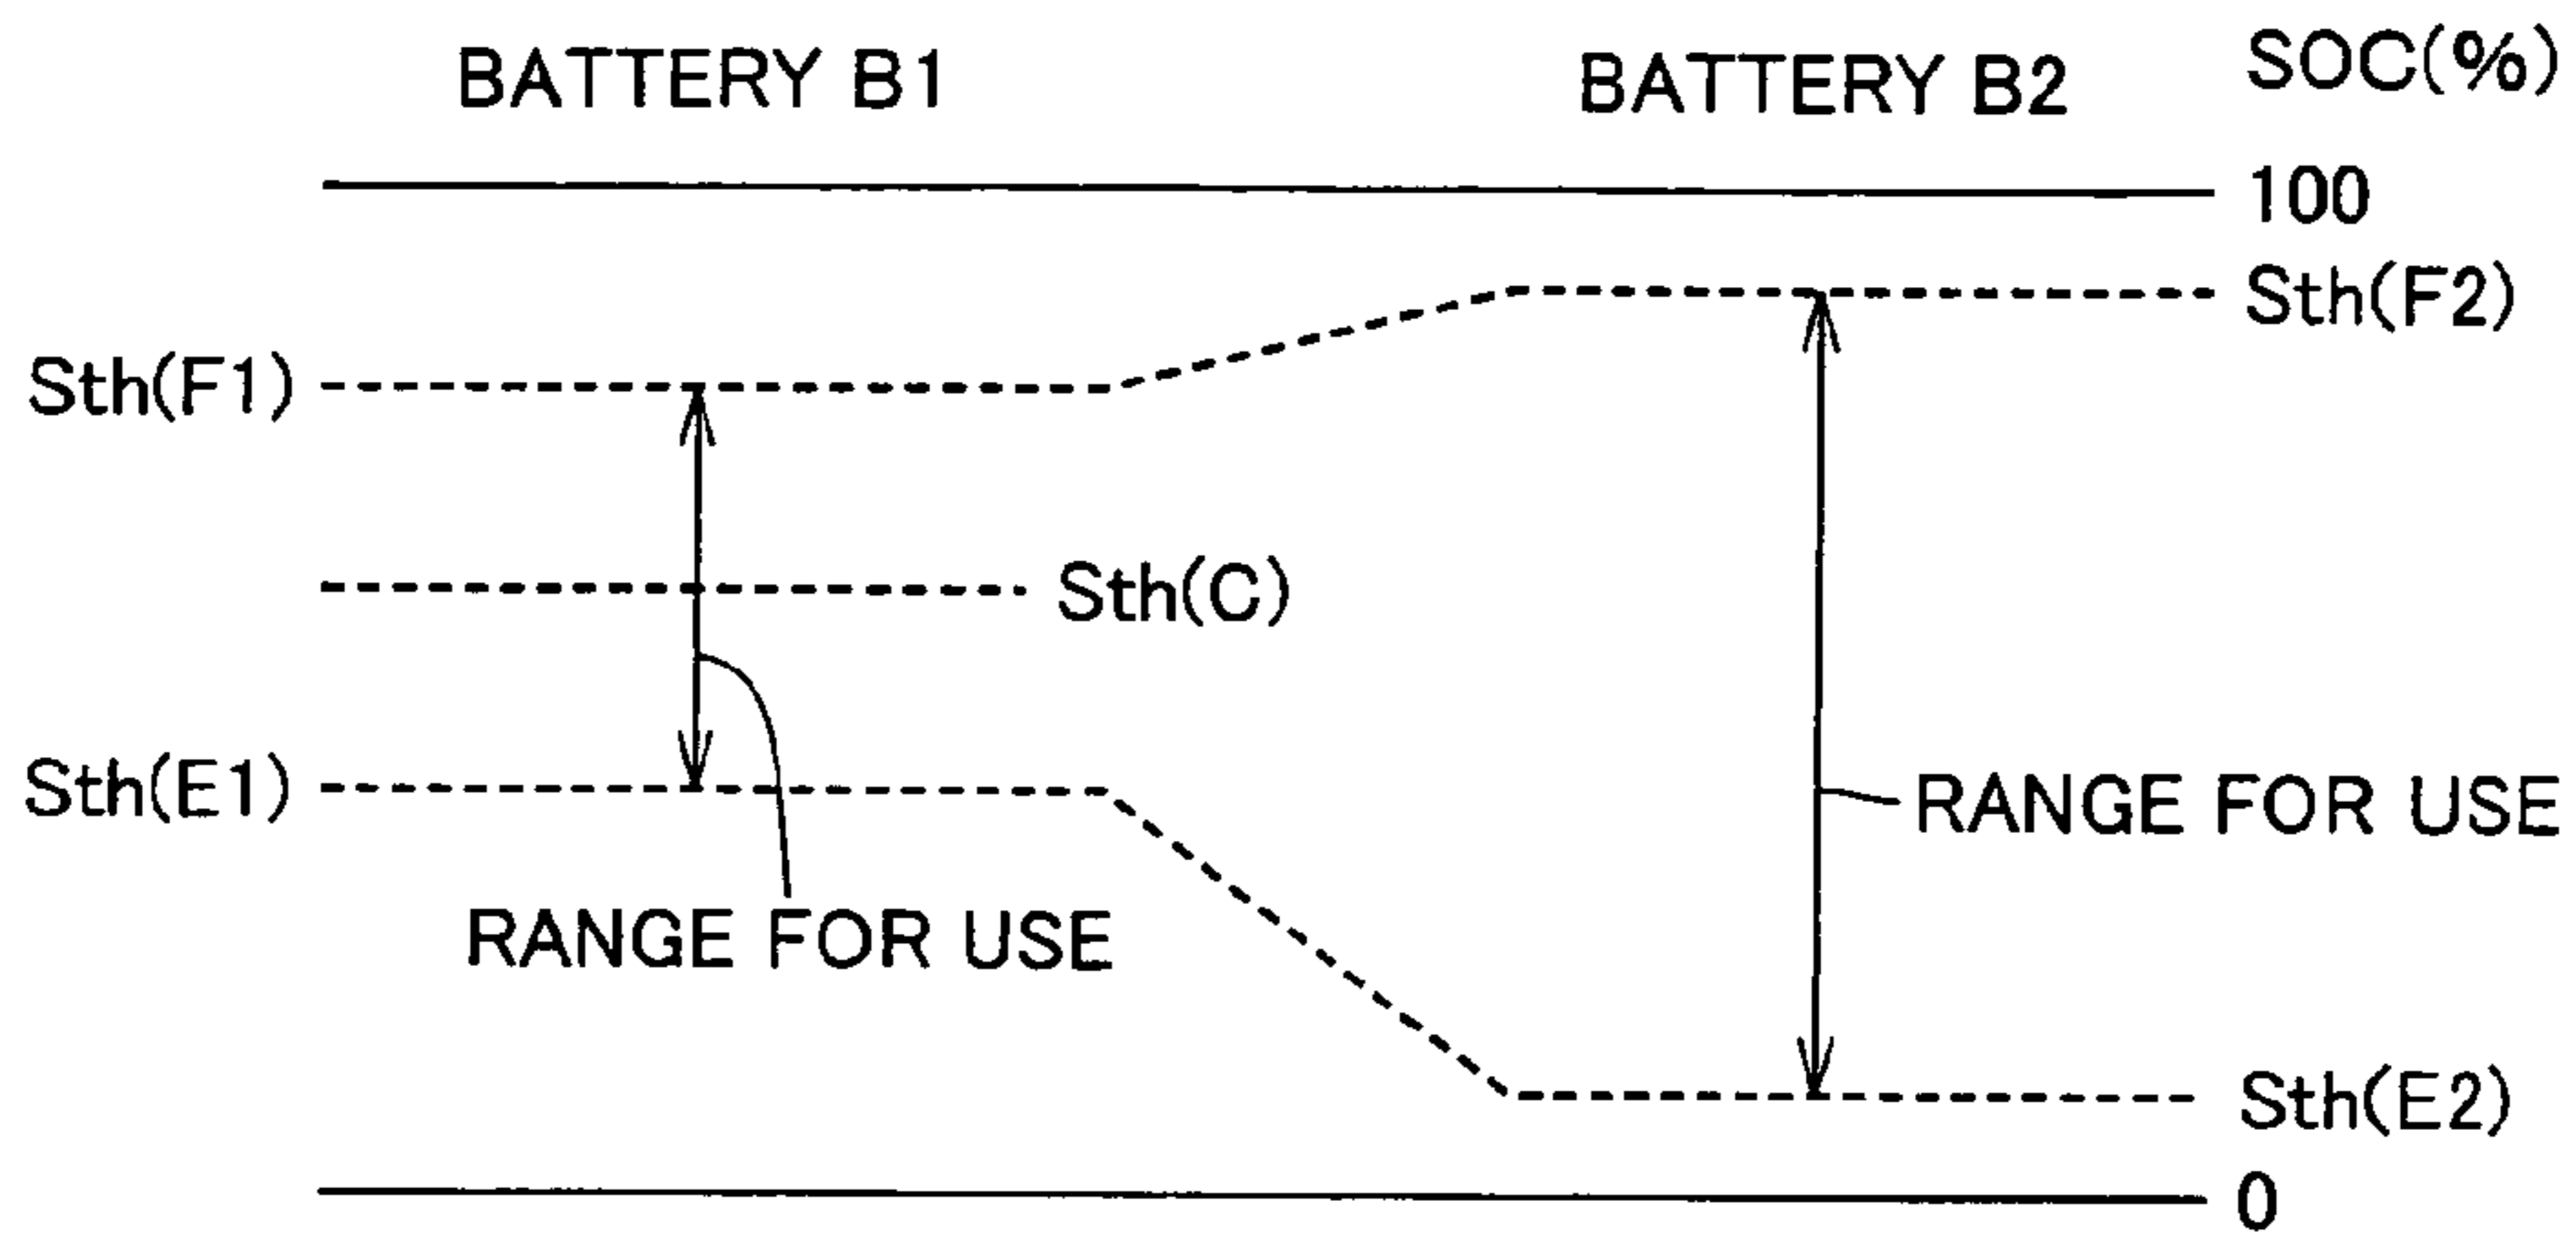 BATTERY B1
BATTERY B2
SOC(%)
100
Sth(F2)
Sth(F1)
Sth(C)
Sth(E1)
RANGE FOR USE
RANGE FOR USE
Sth(E2)
0